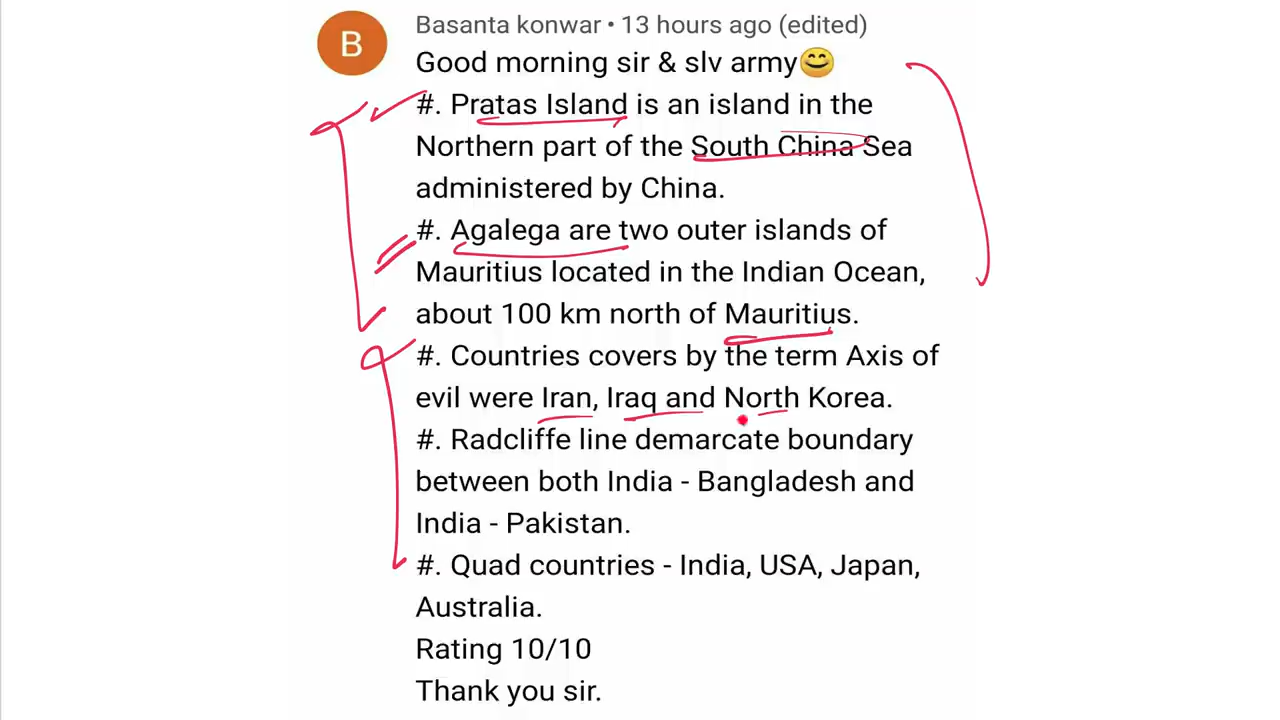 B
Basanta konwar • 13 hours ago (edited)
Good morning sir & slv army😊
#. Pratas Island is an island in the
Northern part of the South China Sea
administered by China.
#. Agalega are two outer islands of
Mauritius located in the Indian Ocean,
about 100 km north of Mauritius.
#. Countries covers by the term Axis of
evil were Iran, Iraq and North Korea.
#. Radcliffe line demarcate boundary
between both India - Bangladesh and
India - Pakistan.
#. Quad countries - India, USA, Japan,
Australia.
Rating 10/10
Thank you sir.